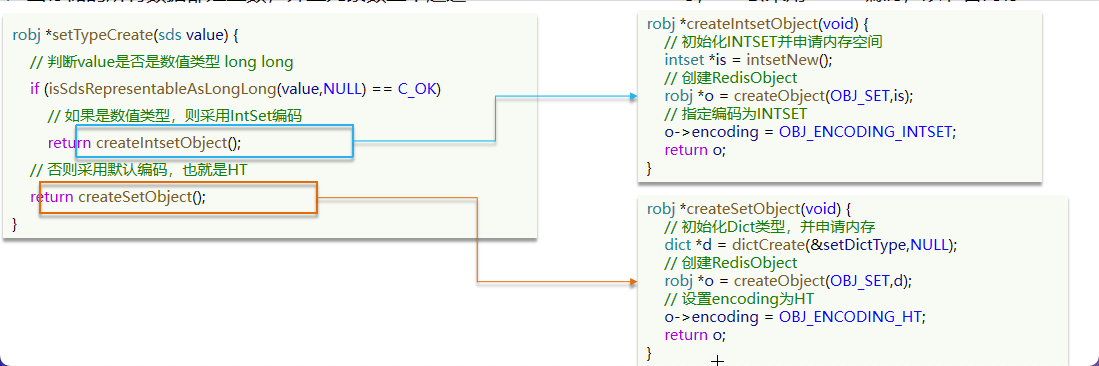 robj *setTypeCreate(sds value) {
// 判断value是否是数值类型 long long
if (isSdsRepresentableAsLongLong(value,NULL) == C_OK)
// 如果是数值类型，则采用IntSet编码
return createIntsetObject();
// 否则采用默认编码，也就是HT
return createSetObject();
}
robj *createIntsetObject(void) {
// 初始化INTSET并申请内存空间
intset *is = intsetNew();
// 创建RedisObject
robj *o = createObject(OBJ_SET,is);
// 指定编码为INTSET
o->encoding = OBJ_ENCODING_INTSET;
return o;
}
robj *createSetObject(void) {
// 初始化Dict类型，并申请内存
dict *d = dictCreate(&setDictType,NULL);
// 创建RedisObject
robj *o = createObject(OBJ_SET,d);
// 设置encoding为HT
o->encoding = OBJ_ENCODING_HT;
return o;
}